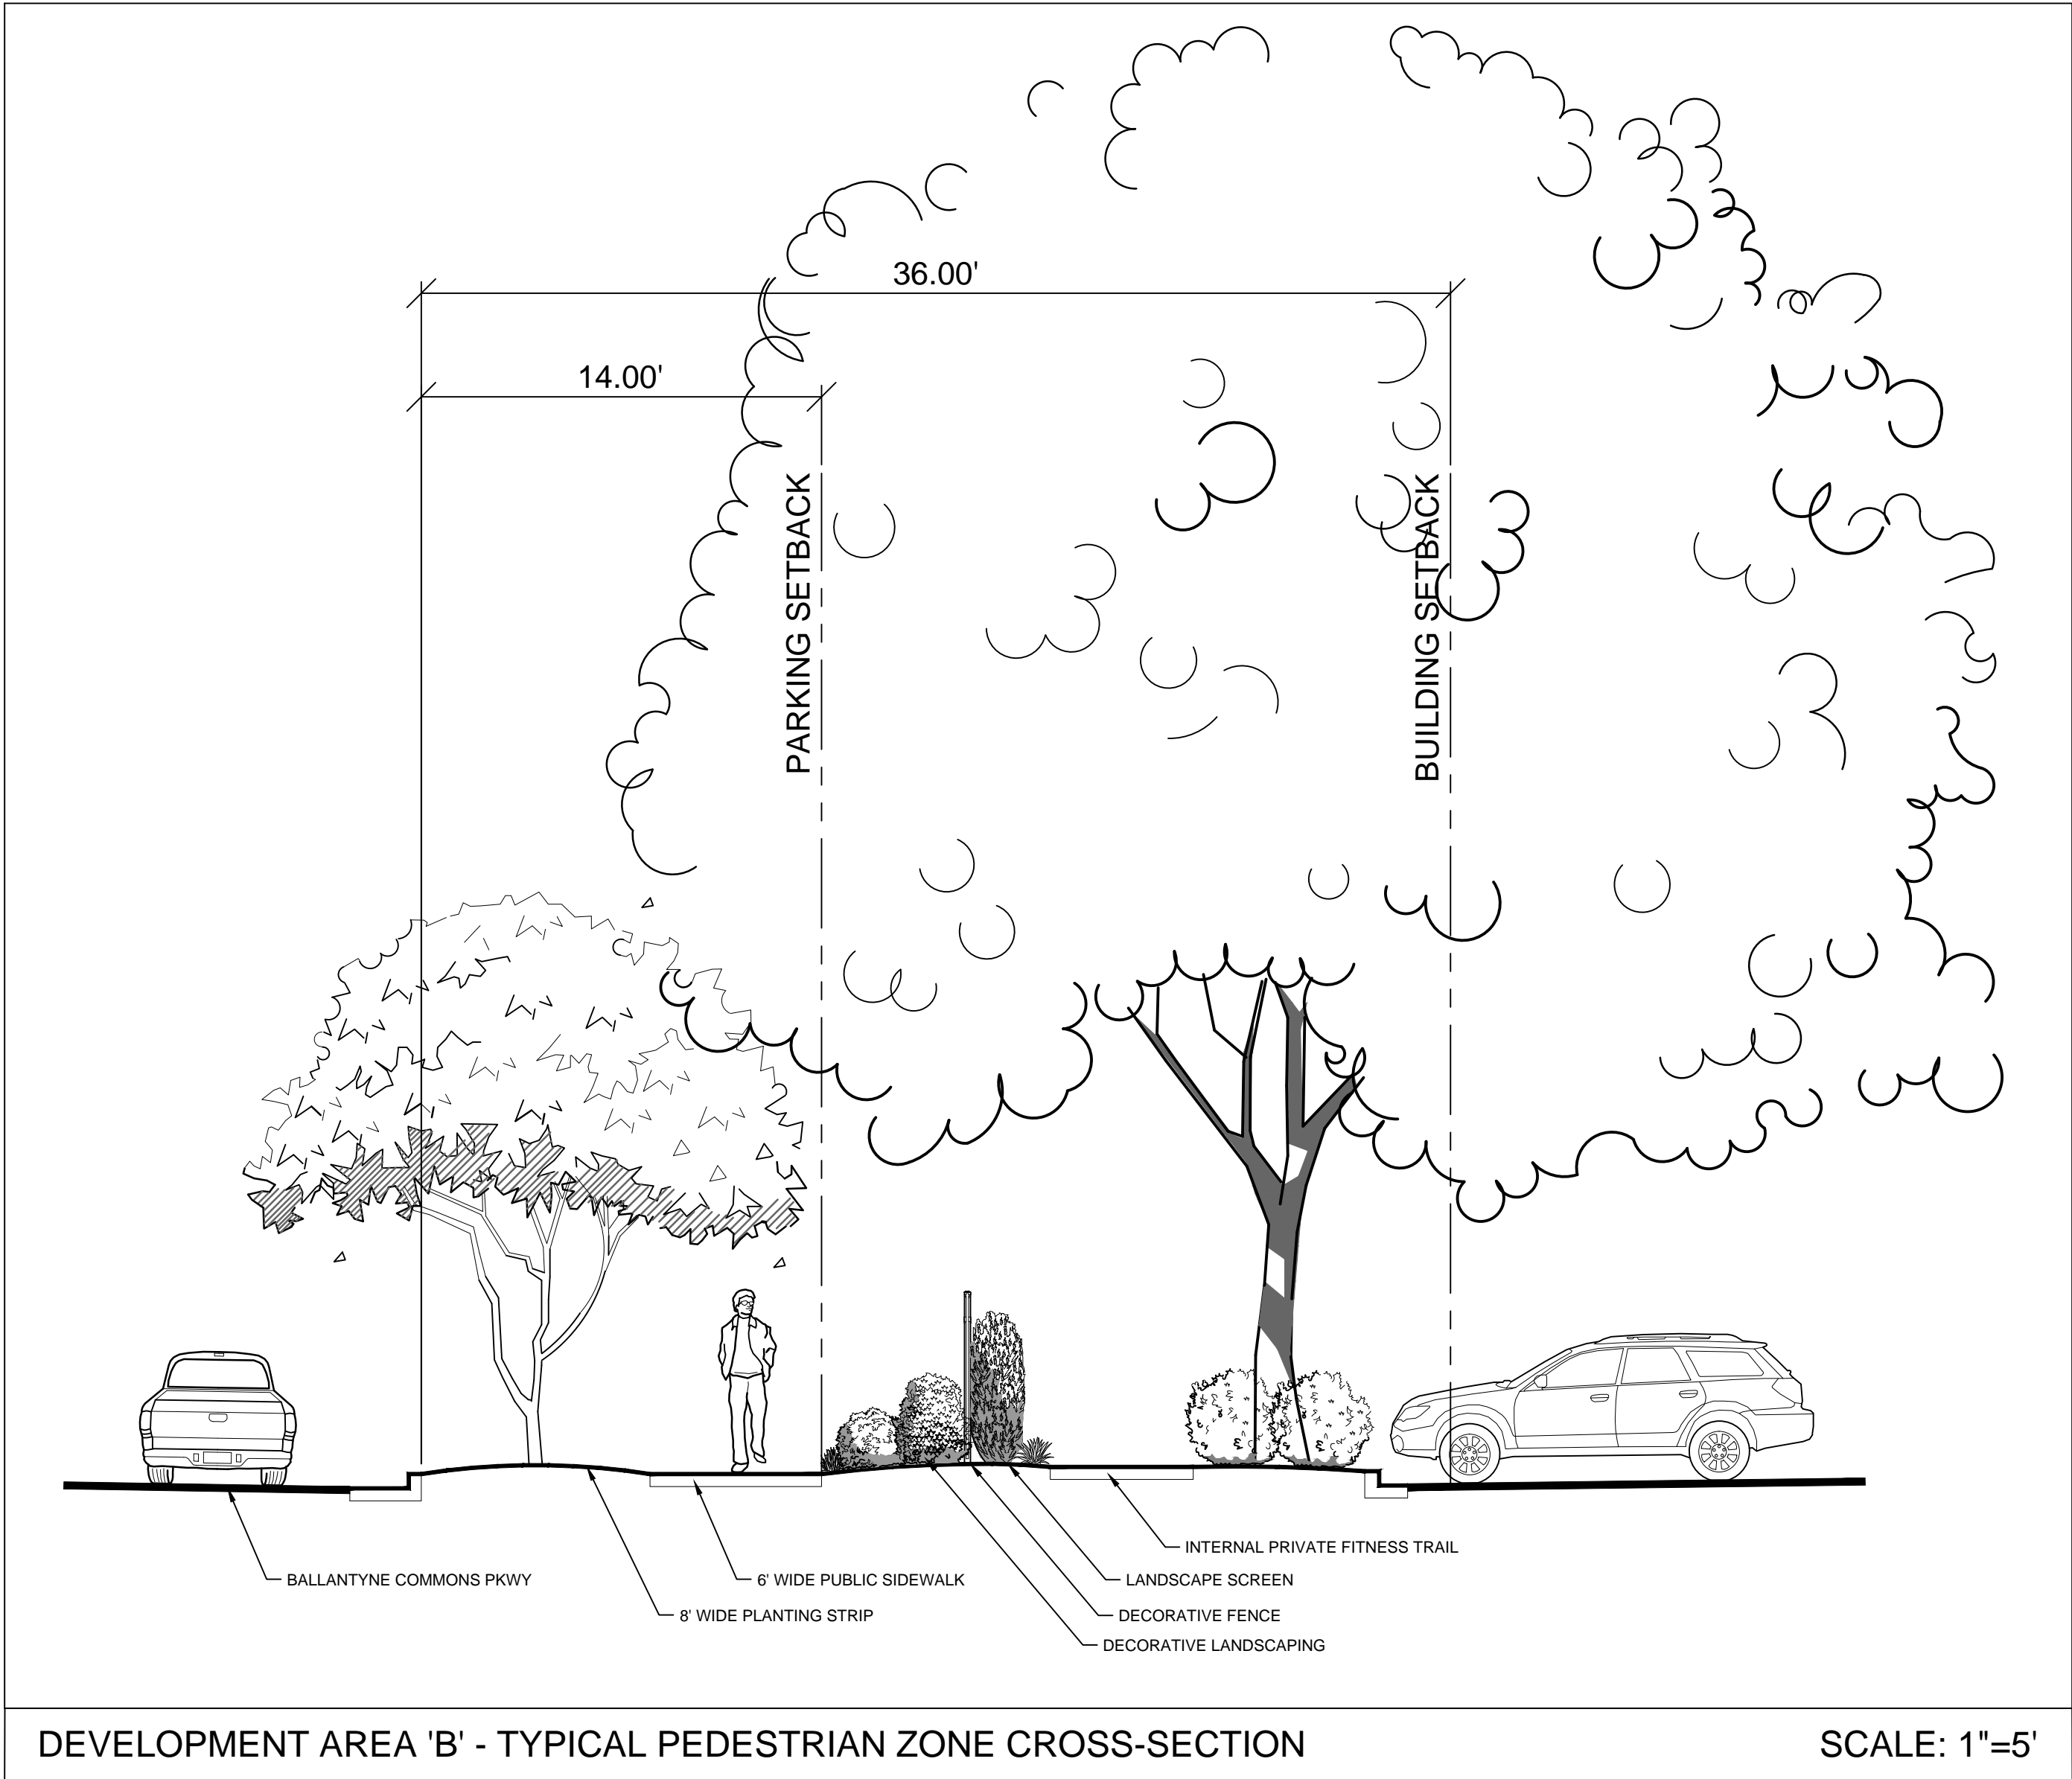 36.00'
14.00'
PARKING SETBACK
BUILDING SETBACK
INTERNAL PRIVATE FITNESS TRAIL
BALLANTYNE COMMONS PKWY
6' WIDE PUBLIC SIDEWALK
LANDSCAPE SCREEN
8' WIDE PLANTING STRIP
DECORATIVE FENCE
DECORATIVE LANDSCAPING
DEVELOPMENT AREA 'B' - TYPICAL PEDESTRIAN ZONE CROSS-SECTION
SCALE: 1"=5'